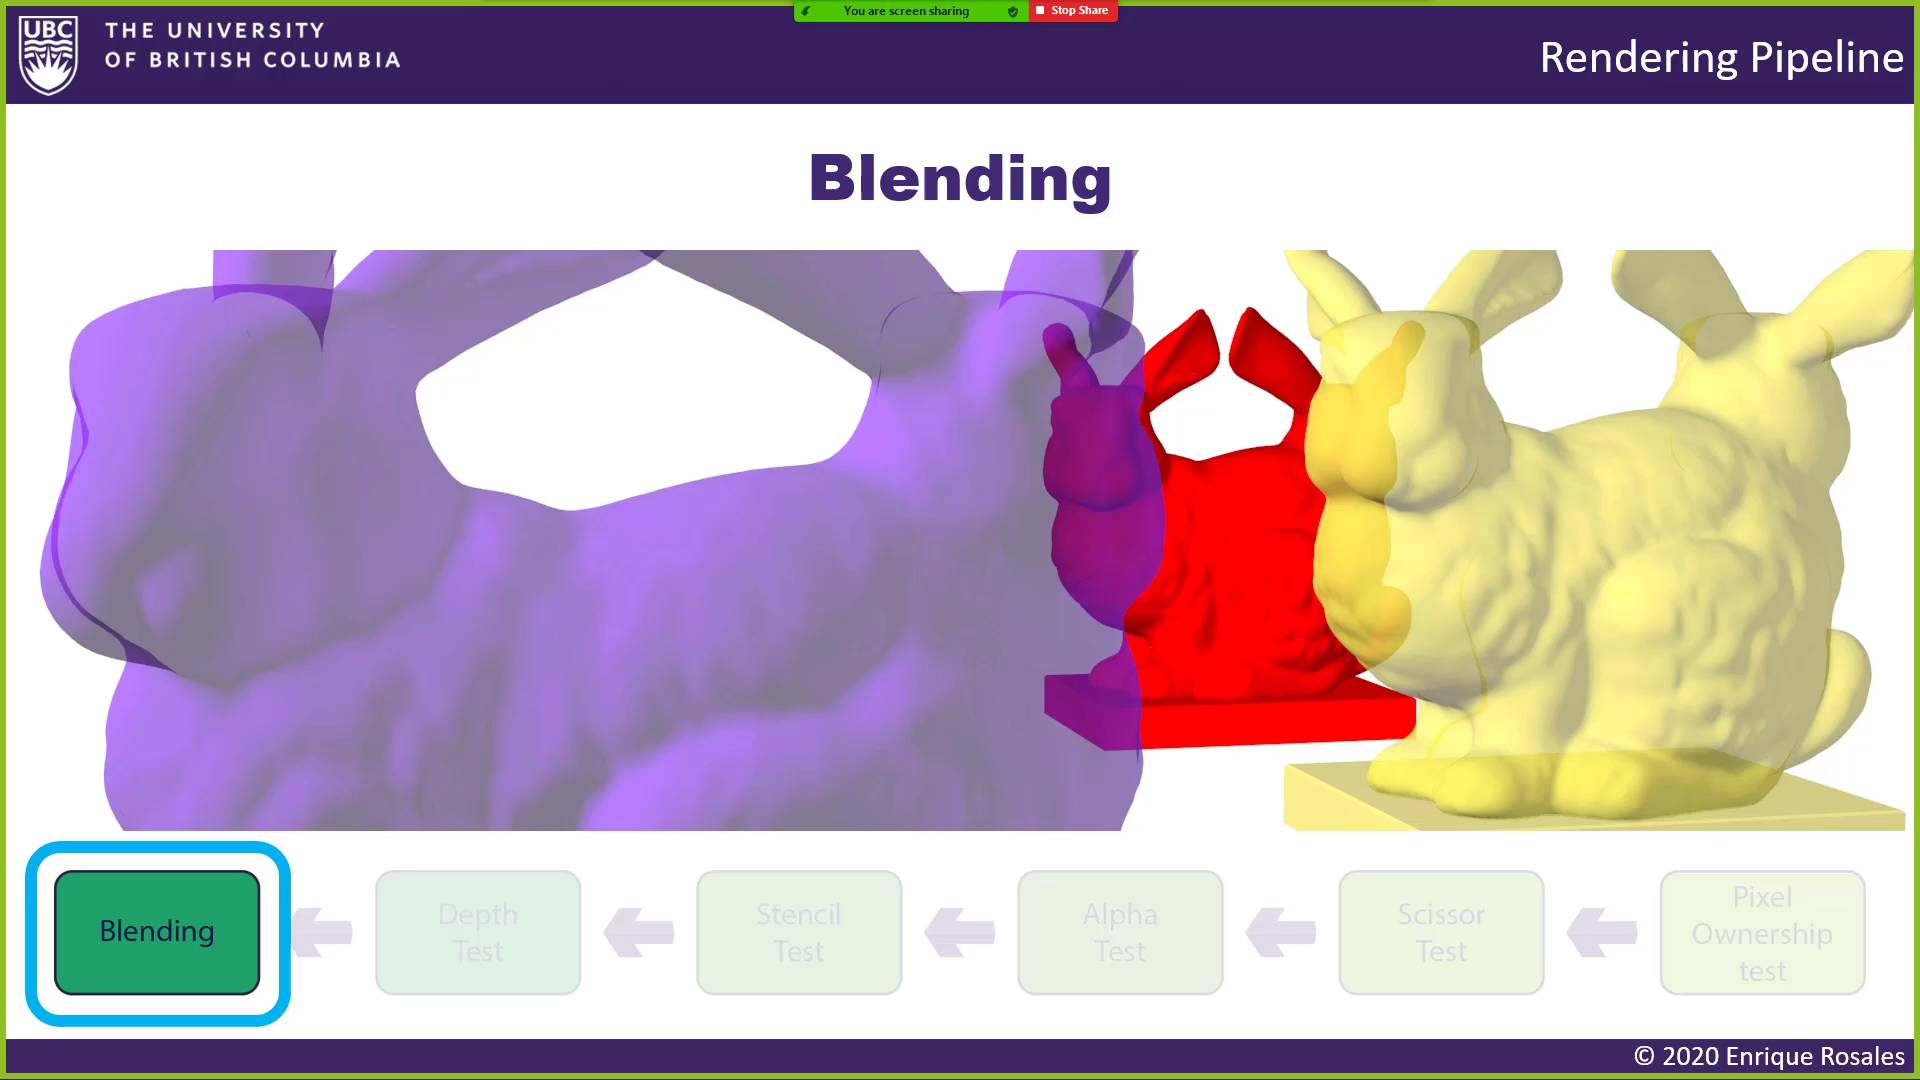 You are screen sharing
Stop Share
UBC
THE UNIVERSITY
OF BRITISH COLUMBIA
Rendering Pipeline
Blending
Blending
Depth
Test
Stencil
Test
Alpha
Test
Scissor
Test
Pixel
Ownership
test
© 2020 Enrique Rosales